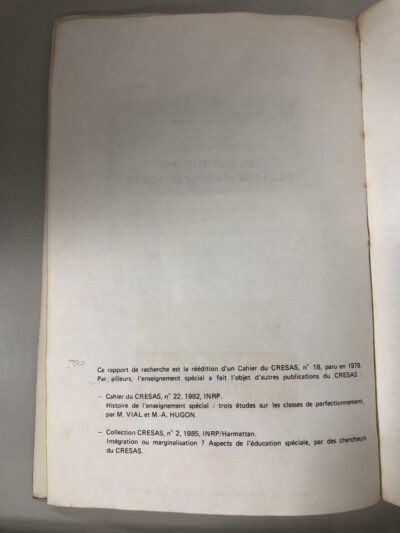 500
Ce rapport de recherche est la réédition d'un Cahier du CRESAS, n° 18, paru en 1979.
Par ailleurs, l'enseignement spécial a fait l'objet d'autres publications du CRESAS :
– Cahier du CRESAS, n° 22, 1982, INRP.
Histoire de l'enseignement spécial : trois études sur les classes de perfectionnement,
par M. VIAL et M.-A. HUGON.
– Collection CRESAS, n° 2, 1985, INRP/Harmattan.
Intégration ou marginalisation ? Aspects de l'éducation spéciale, par des chercheurs
du CRESAS.